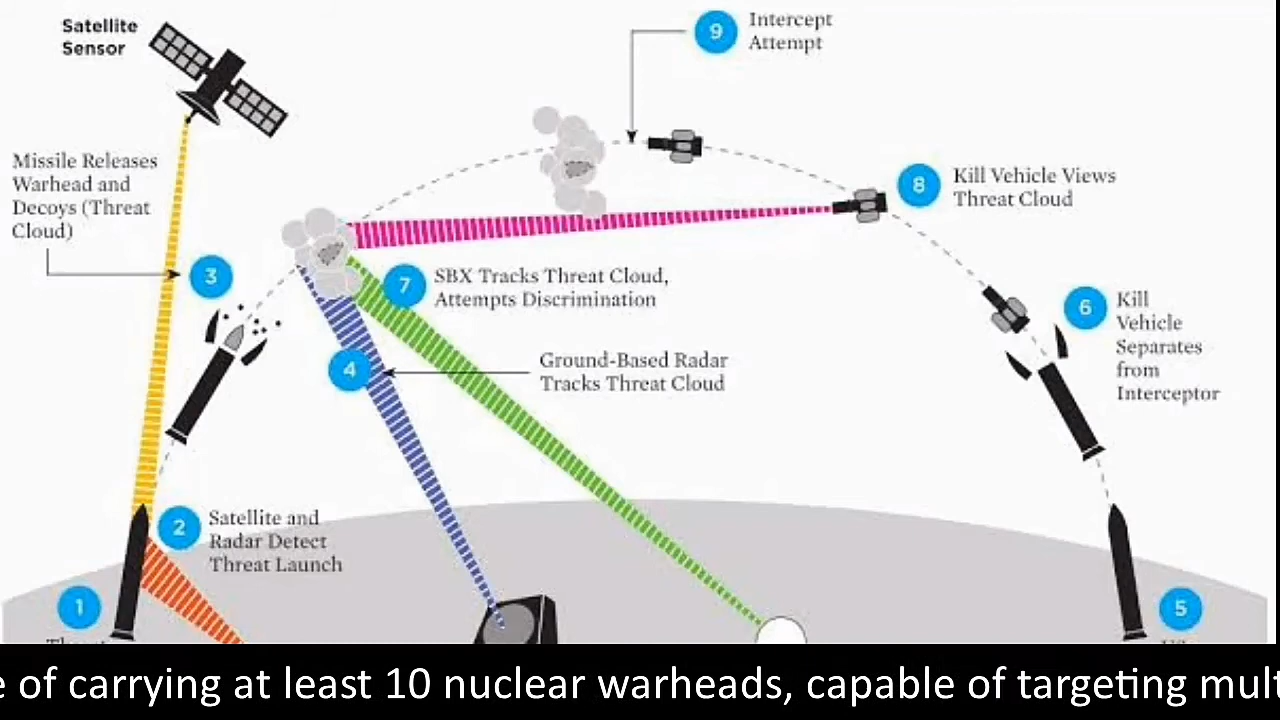 Satellite
Sensor
9
Intercept
Attempt
Missile Releases
Warhead and
Decoys (Threat
Cloud)
8
Kill Vehicle Views
Threat Cloud
3
7
SBX Tracks Threat Cloud,
Attempts Discrimination
6
Kill
Vehicle
Separates
from
Interceptor
4
Ground-Based Radar
Tracks Threat Cloud
2
Satellite and
Radar Detect
Threat Launch
1
5
of carrying at least 10 nuclear warheads, capable of targeting